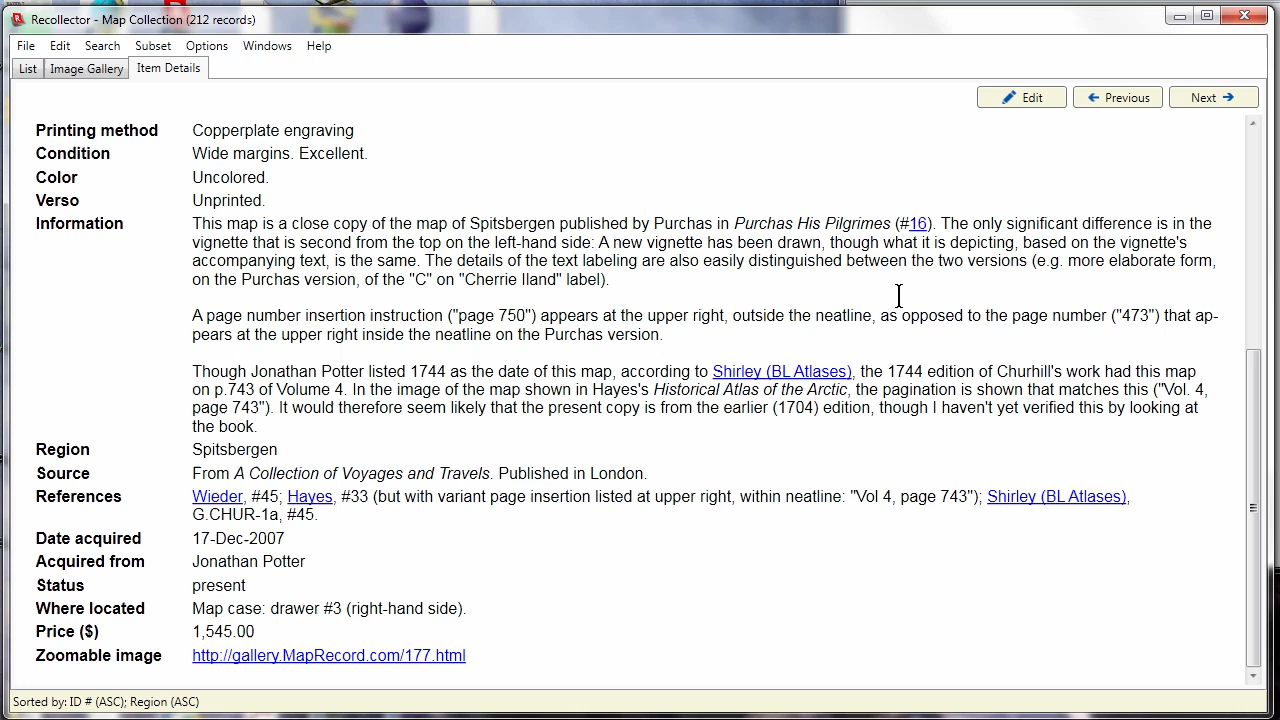 Recollector - Map Collection (212 records)
File Edit Search Subset Options Windows Help
List Image Gallery Item Details
Edit Previous Next
Printing method Copperplate engraving
Condition Wide margins. Excellent.
Color Uncolored.
Verso Unprinted.
Information This map is a close copy of the map of Spitsbergen published by Purchas in Purchas His Pilgrimes (#16). The only significant difference is in the
vignette that is second from the top on the left-hand side: A new vignette has been drawn, though what it is depicting, based on the vignette's
accompanying text, is the same. The details of the text labeling are also easily distinguished between the two versions (e.g. more elaborate form,
on the Purchas version, of the "C" on "Cherrie Iland" label).
A page number insertion instruction ("page 750") appears at the upper right, outside the neatline, as opposed to the page number ("473") that ap-
pears at the upper right inside the neatline on the Purchas version.
Though Jonathan Potter listed 1744 as the date of this map, according to Shirley (BL Atlases), the 1744 edition of Churhill's work had this map
on p.743 of Volume 4. In the image of the map shown in Hayes's Historical Atlas of the Arctic, the pagination is shown that matches this ("Vol. 4,
page 743"). It would therefore seem likely that the present copy is from the earlier (1704) edition, though I haven't yet verified this by looking at
the book.
Region Spitsbergen
Source From A Collection of Voyages and Travels. Published in London.
References Wieder, #45; Hayes, #33 (but with variant page insertion listed at upper right, within neatline: "Vol 4, page 743"); Shirley (BL Atlases),
G.CHUR-1a, #45.
Date acquired 17-Dec-2007
Acquired from Jonathan Potter
Status present
Where located Map case: drawer #3 (right-hand side).
Price ($) 1,545.00
Zoomable image http://gallery.MapRecord.com/177.html
Sorted by: ID # (ASC); Region (ASC)